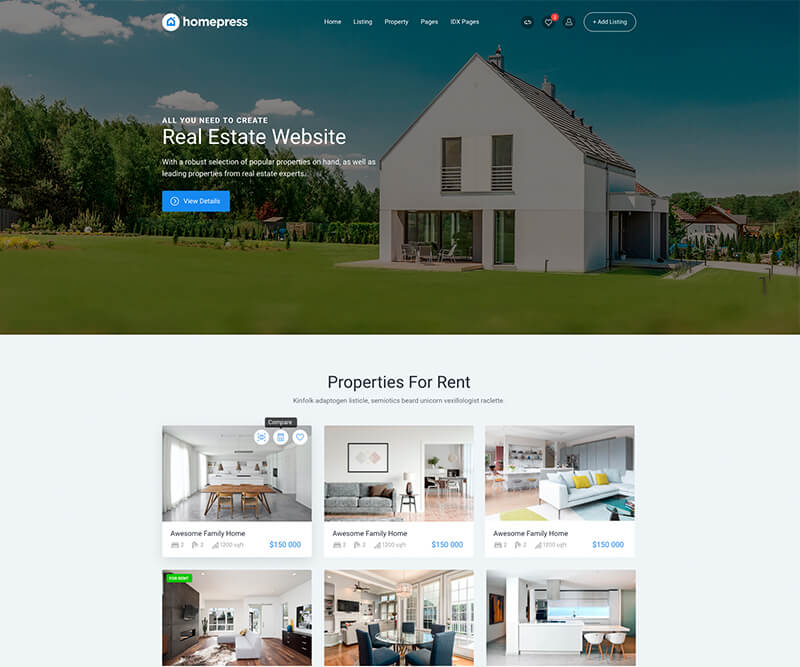 homepress
Home Listing Property Pages IDX Pages
2
+ Add Listing
ALL YOU NEED TO CREATE
Real Estate Website
With a robust selection of popular properties on hand, as well as
leading properties from real estate experts.
View Details
Properties For Rent
Kinfolk adaptogen listicle, semiotics beard unicorn vexillologist raclette.
Compare
Awesome Family Home
2 2 1200 sqft $150 000
Awesome Family Home
2 2 1200 sqft $150 000
Awesome Family Home
2 2 1200 sqft $150 000
FOR RENT